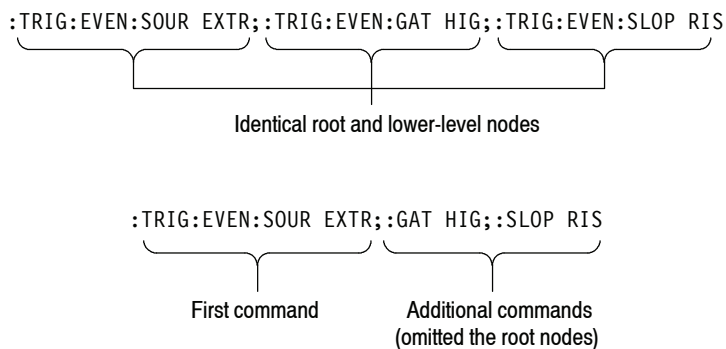 :TRIG:EVEN:SOUR EXTR;:TRIG:EVEN:GAT HIG;:TRIG:EVEN:SLOP RIS
Identical root and lower-level nodes
:TRIG:EVEN:SOUR EXTR;:GAT HIG;:SLOP RIS
First command
Additional commands
(omitted the root nodes)